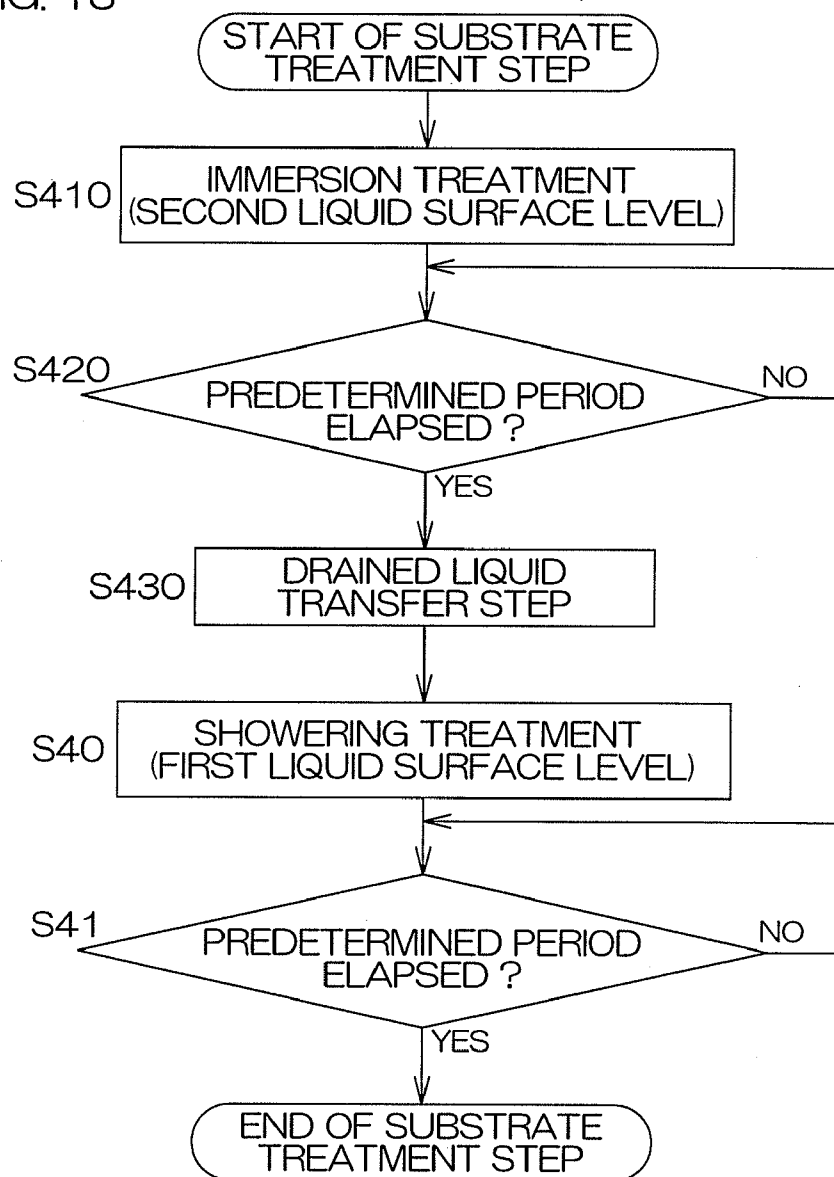 START OF SUBSTRATE
TREATMENT STEP
S410
IMMERSION TREATMENT
(SECOND LIQUID SURFACE LEVEL)
S420
PREDETERMINED PERIOD
ELAPSED ?
NO
YES
S430
DRAINED LIQUID
TRANSFER STEP
S40
SHOWERING TREATMENT
(FIRST LIQUID SURFACE LEVEL)
S41
PREDETERMINED PERIOD
ELAPSED ?
NO
YES
END OF SUBSTRATE
TREATMENT STEP